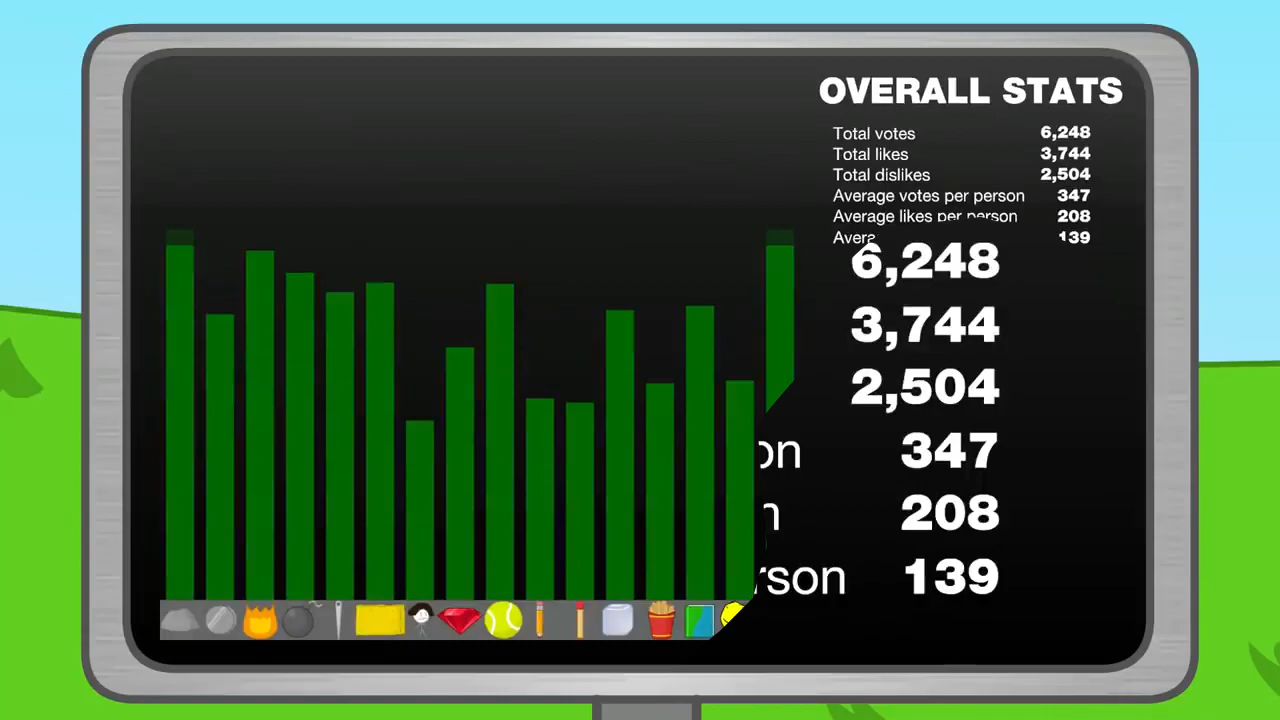 OVERALL STATS
Total votes 6,248
Total likes 3,744
Total dislikes 2,504
Average votes per person 347
Average likes per person 208
Avera 139
6,248
3,744
2,504
on 347
n 208
rson 139